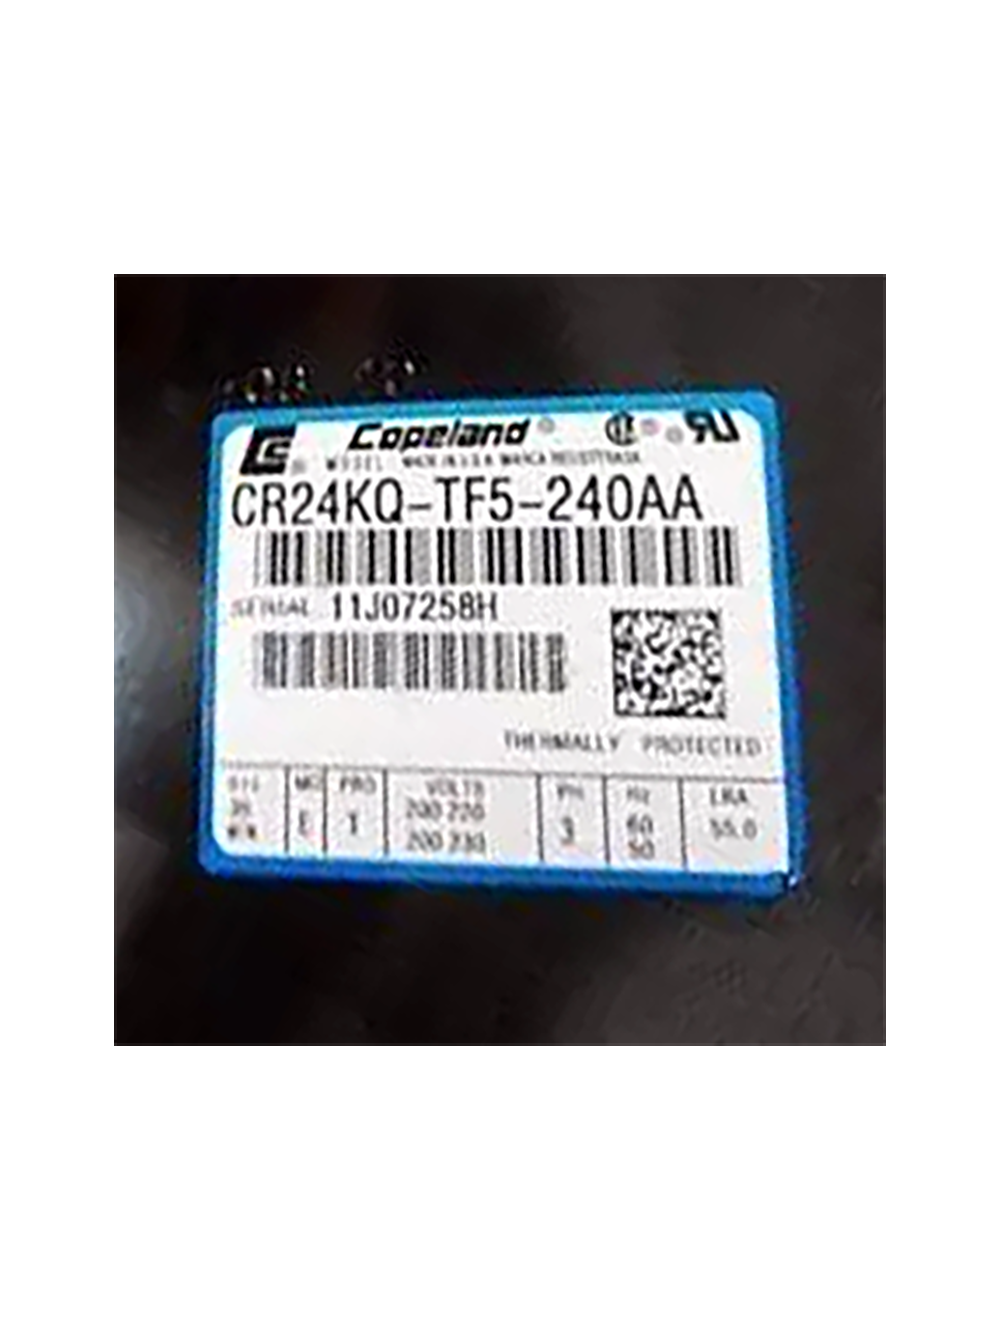 Copeland
MODEL MADE IN U.S.A. MARCA REGISTRADA
CR24KQ-TF5-240AA
SERIAL 11J07258H
THERMALLY PROTECTED
PRO VOLTS PH HZ LRA
E 1 200 220 3 60 55.0
200 230 50